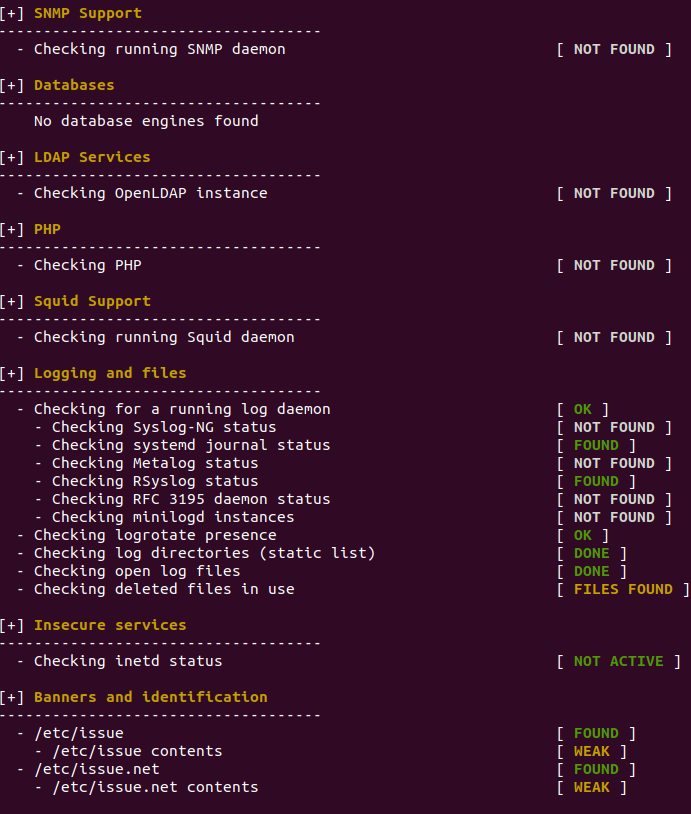 [+] SNMP Support
------------------------------------
  - Checking running SNMP daemon                              [ NOT FOUND ]
[+] Databases
------------------------------------
    No database engines found
[+] LDAP Services
------------------------------------
  - Checking OpenLDAP instance                                [ NOT FOUND ]
[+] PHP
------------------------------------
  - Checking PHP                                              [ NOT FOUND ]
[+] Squid Support
------------------------------------
  - Checking running Squid daemon                             [ NOT FOUND ]
[+] Logging and files
------------------------------------
  - Checking for a running log daemon                         [ OK ]
    - Checking Syslog-NG status                               [ NOT FOUND ]
    - Checking systemd journal status                         [ FOUND ]
    - Checking Metalog status                                 [ NOT FOUND ]
    - Checking RSyslog status                                 [ FOUND ]
    - Checking RFC 3195 daemon status                         [ NOT FOUND ]
    - Checking minilogd instances                             [ NOT FOUND ]
  - Checking logrotate presence                               [ OK ]
  - Checking log directories (static list)                    [ DONE ]
  - Checking open log files                                   [ DONE ]
  - Checking deleted files in use                             [ FILES FOUND ]
[+] Insecure services
------------------------------------
  - Checking inetd status                                     [ NOT ACTIVE ]
[+] Banners and identification
------------------------------------
  - /etc/issue                                                [ FOUND ]
    - /etc/issue contents                                     [ WEAK ]
  - /etc/issue.net                                            [ FOUND ]
    - /etc/issue.net contents                                 [ WEAK ]